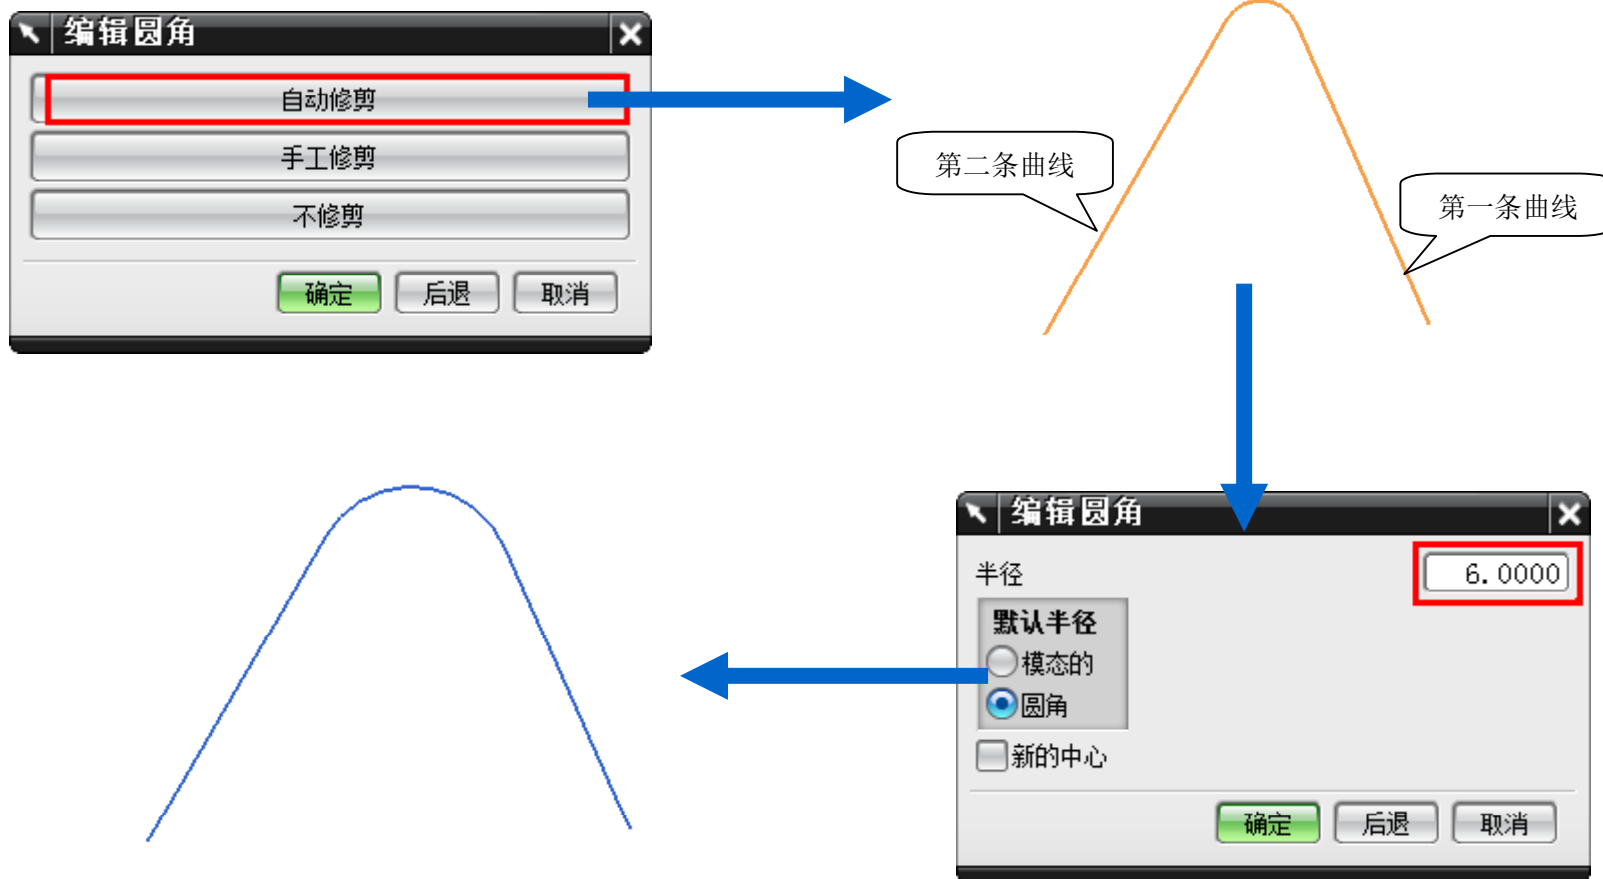 编辑圆角
自动修剪
手工修剪
不修剪
确定 后退 取消
第二条曲线
第一条曲线
编辑圆角
半径 6.0000
默认半径
模态的
圆角
新的中心
确定 后退 取消